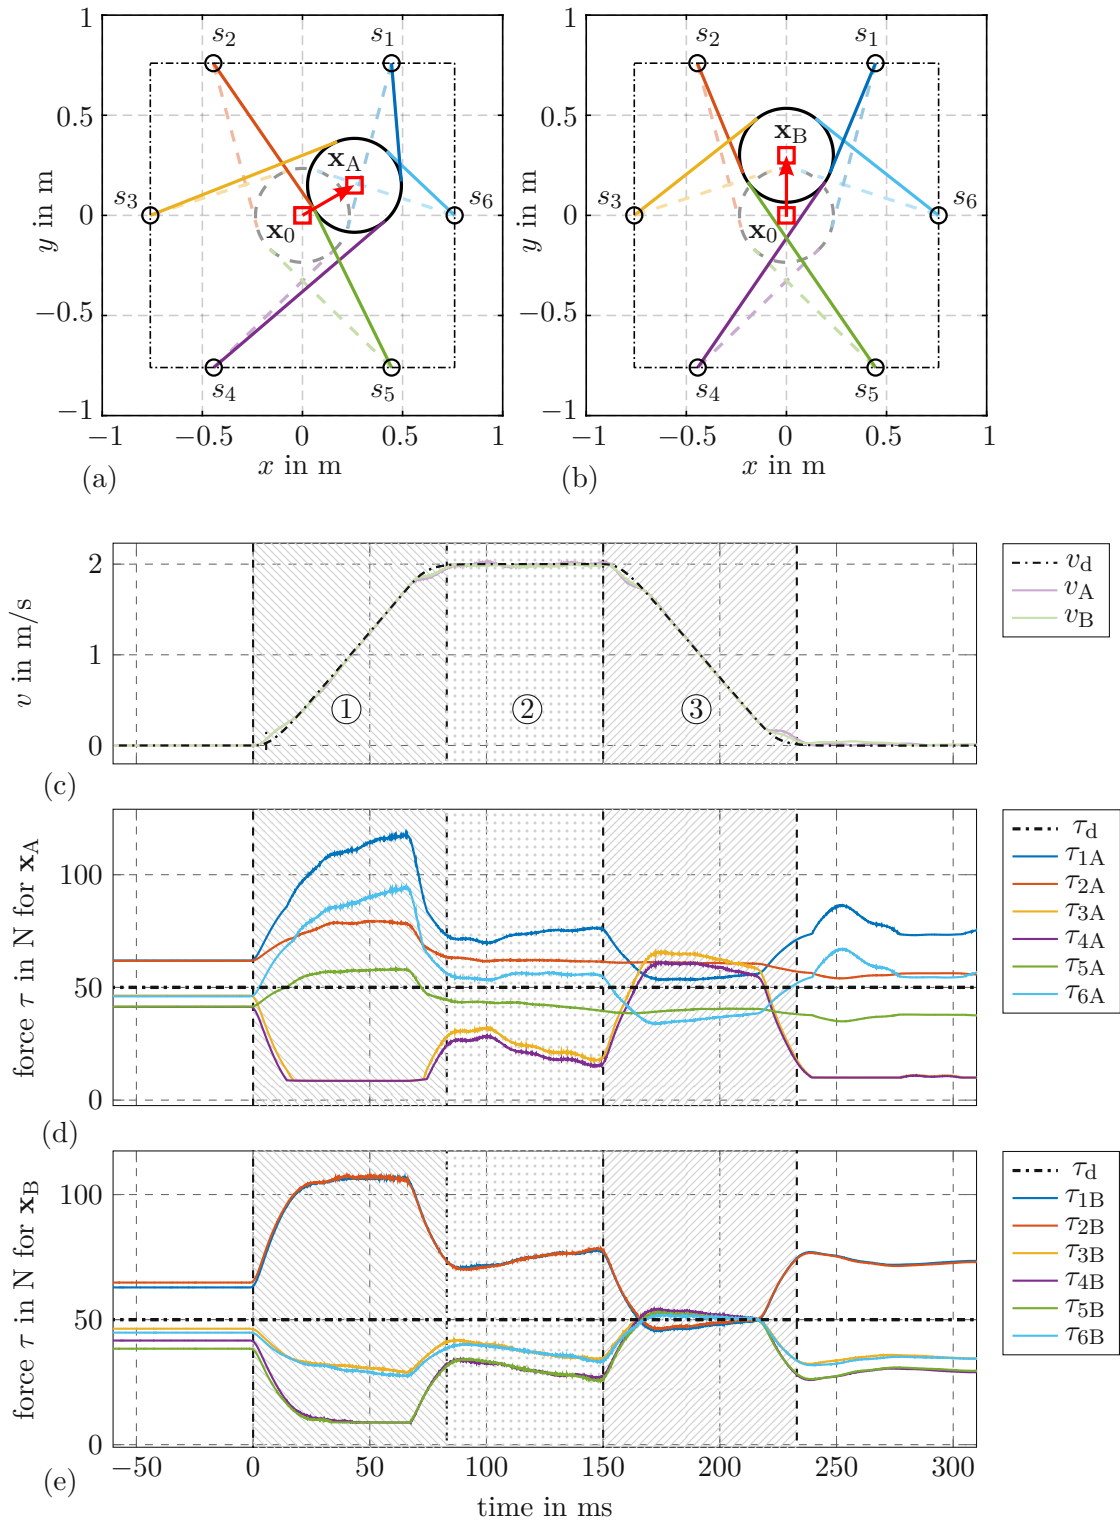 1
0.5
0
−0.5
−1
y in m
s2
s1
s3
s6
s4
s5
xA
x0
−1
−0.5
0
0.5
1
x in m
(a)
1
0.5
0
−0.5
−1
y in m
s2
s1
s3
s6
s4
s5
xB
x0
−1
−0.5
0
0.5
1
x in m
(b)
2
1
0
v in m/s
1
2
3
vd
vA
vB
(c)
100
50
0
force τ in N for xA
τd
τ1A
τ2A
τ3A
τ4A
τ5A
τ6A
(d)
100
50
0
force τ in N for xB
τd
τ1B
τ2B
τ3B
τ4B
τ5B
τ6B
(e)
−50
0
50
100
150
200
250
300
time in ms